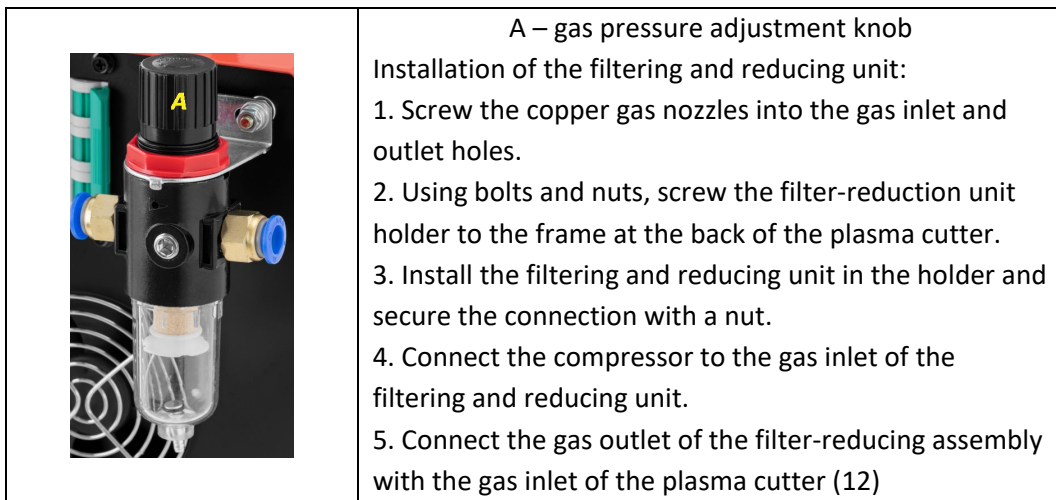 A
A – gas pressure adjustment knob
Installation of the filtering and reducing unit:
1. Screw the copper gas nozzles into the gas inlet and
outlet holes.
2. Using bolts and nuts, screw the filter-reduction unit
holder to the frame at the back of the plasma cutter.
3. Install the filtering and reducing unit in the holder and
secure the connection with a nut.
4. Connect the compressor to the gas inlet of the
filtering and reducing unit.
5. Connect the gas outlet of the filter-reducing assembly
with the gas inlet of the plasma cutter (12)